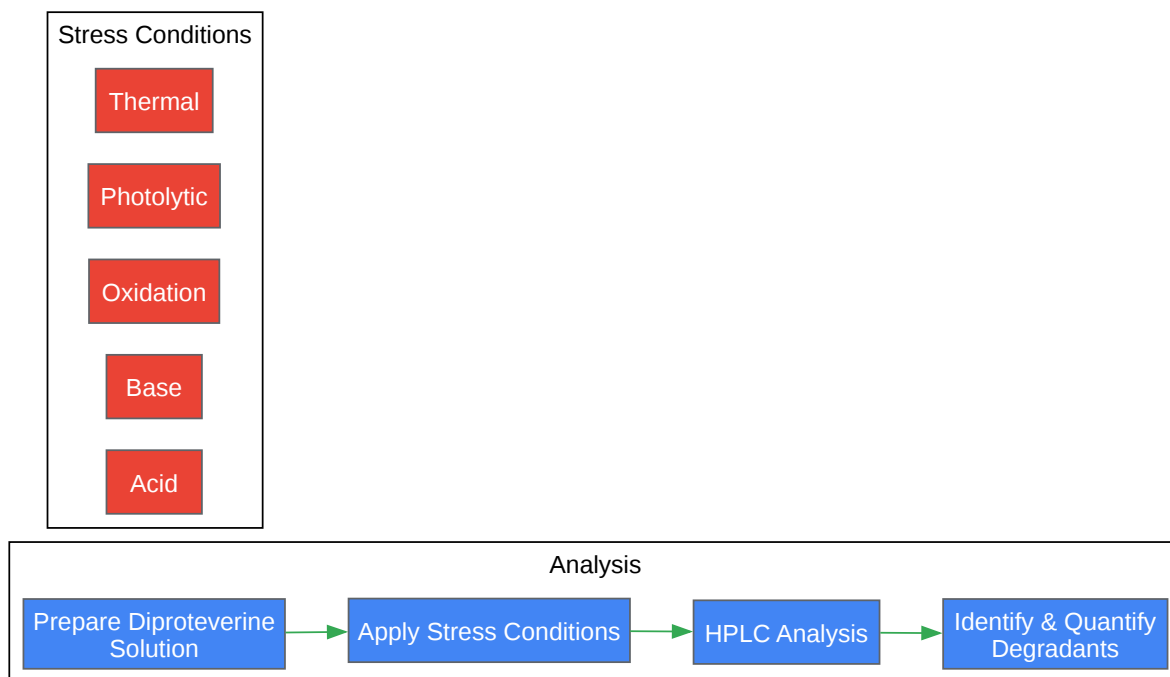 Stress Conditions
Thermal
Photolytic
Oxidation
Base
Acid
Analysis
Prepare Diproteverine
Solution
Apply Stress Conditions
HPLC Analysis
Identify & Quantify
Degradants